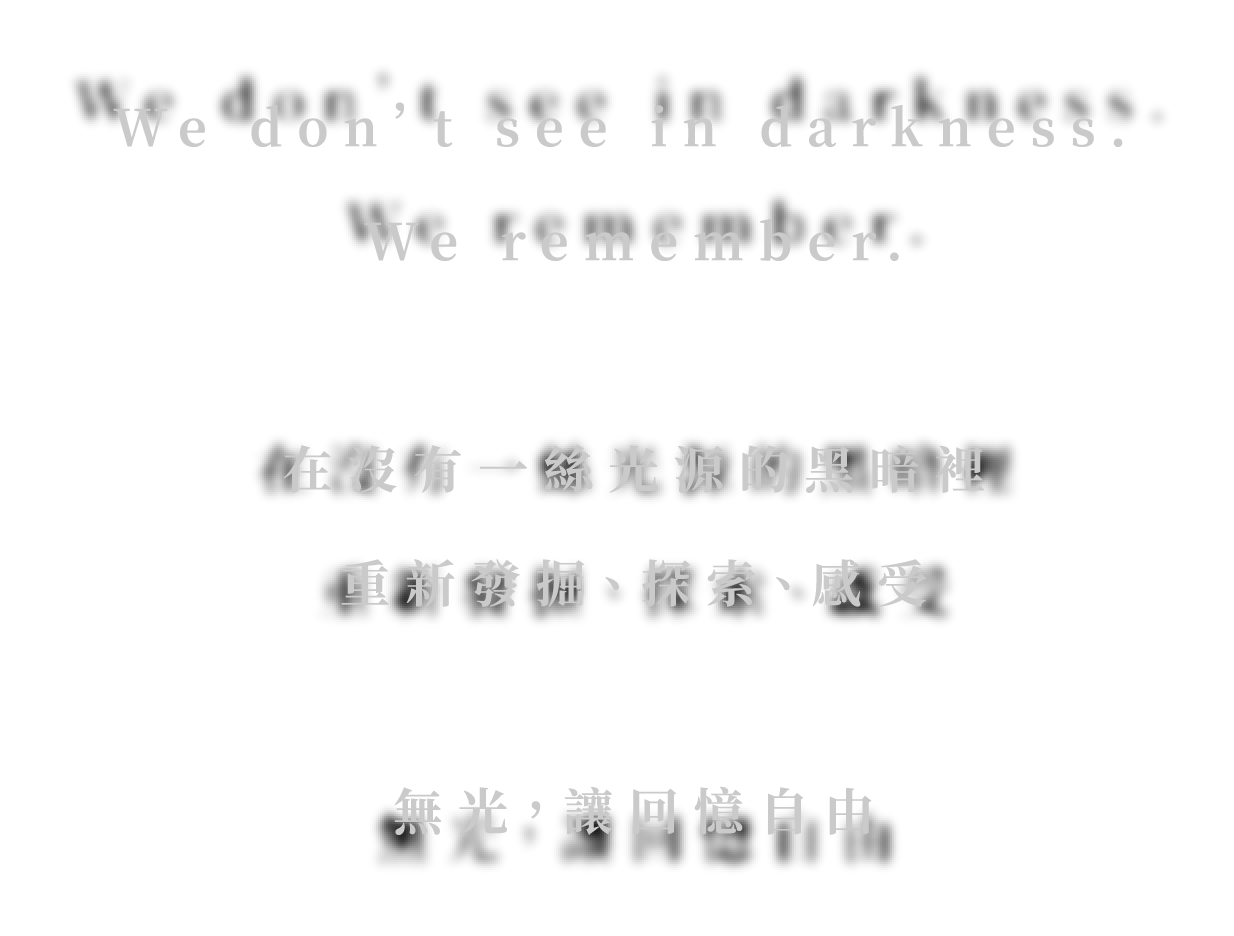 We don’t see in darkness.
We remember.
在沒有一絲光源的黑暗裡
重新發掘、探索、感受
無光，讓回憶自由